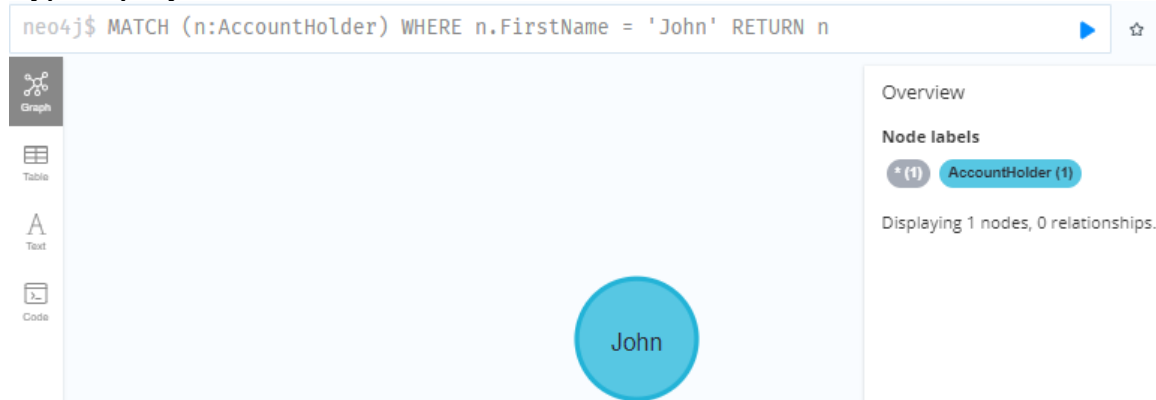 neo4j$ MATCH (n:AccountHolder) WHERE n.FirstName = 'John' RETURN n
Graph
Table
A
Text
>_
Code
Overview
Node labels
* (1) AccountHolder (1)
Displaying 1 nodes, 0 relationships.
John